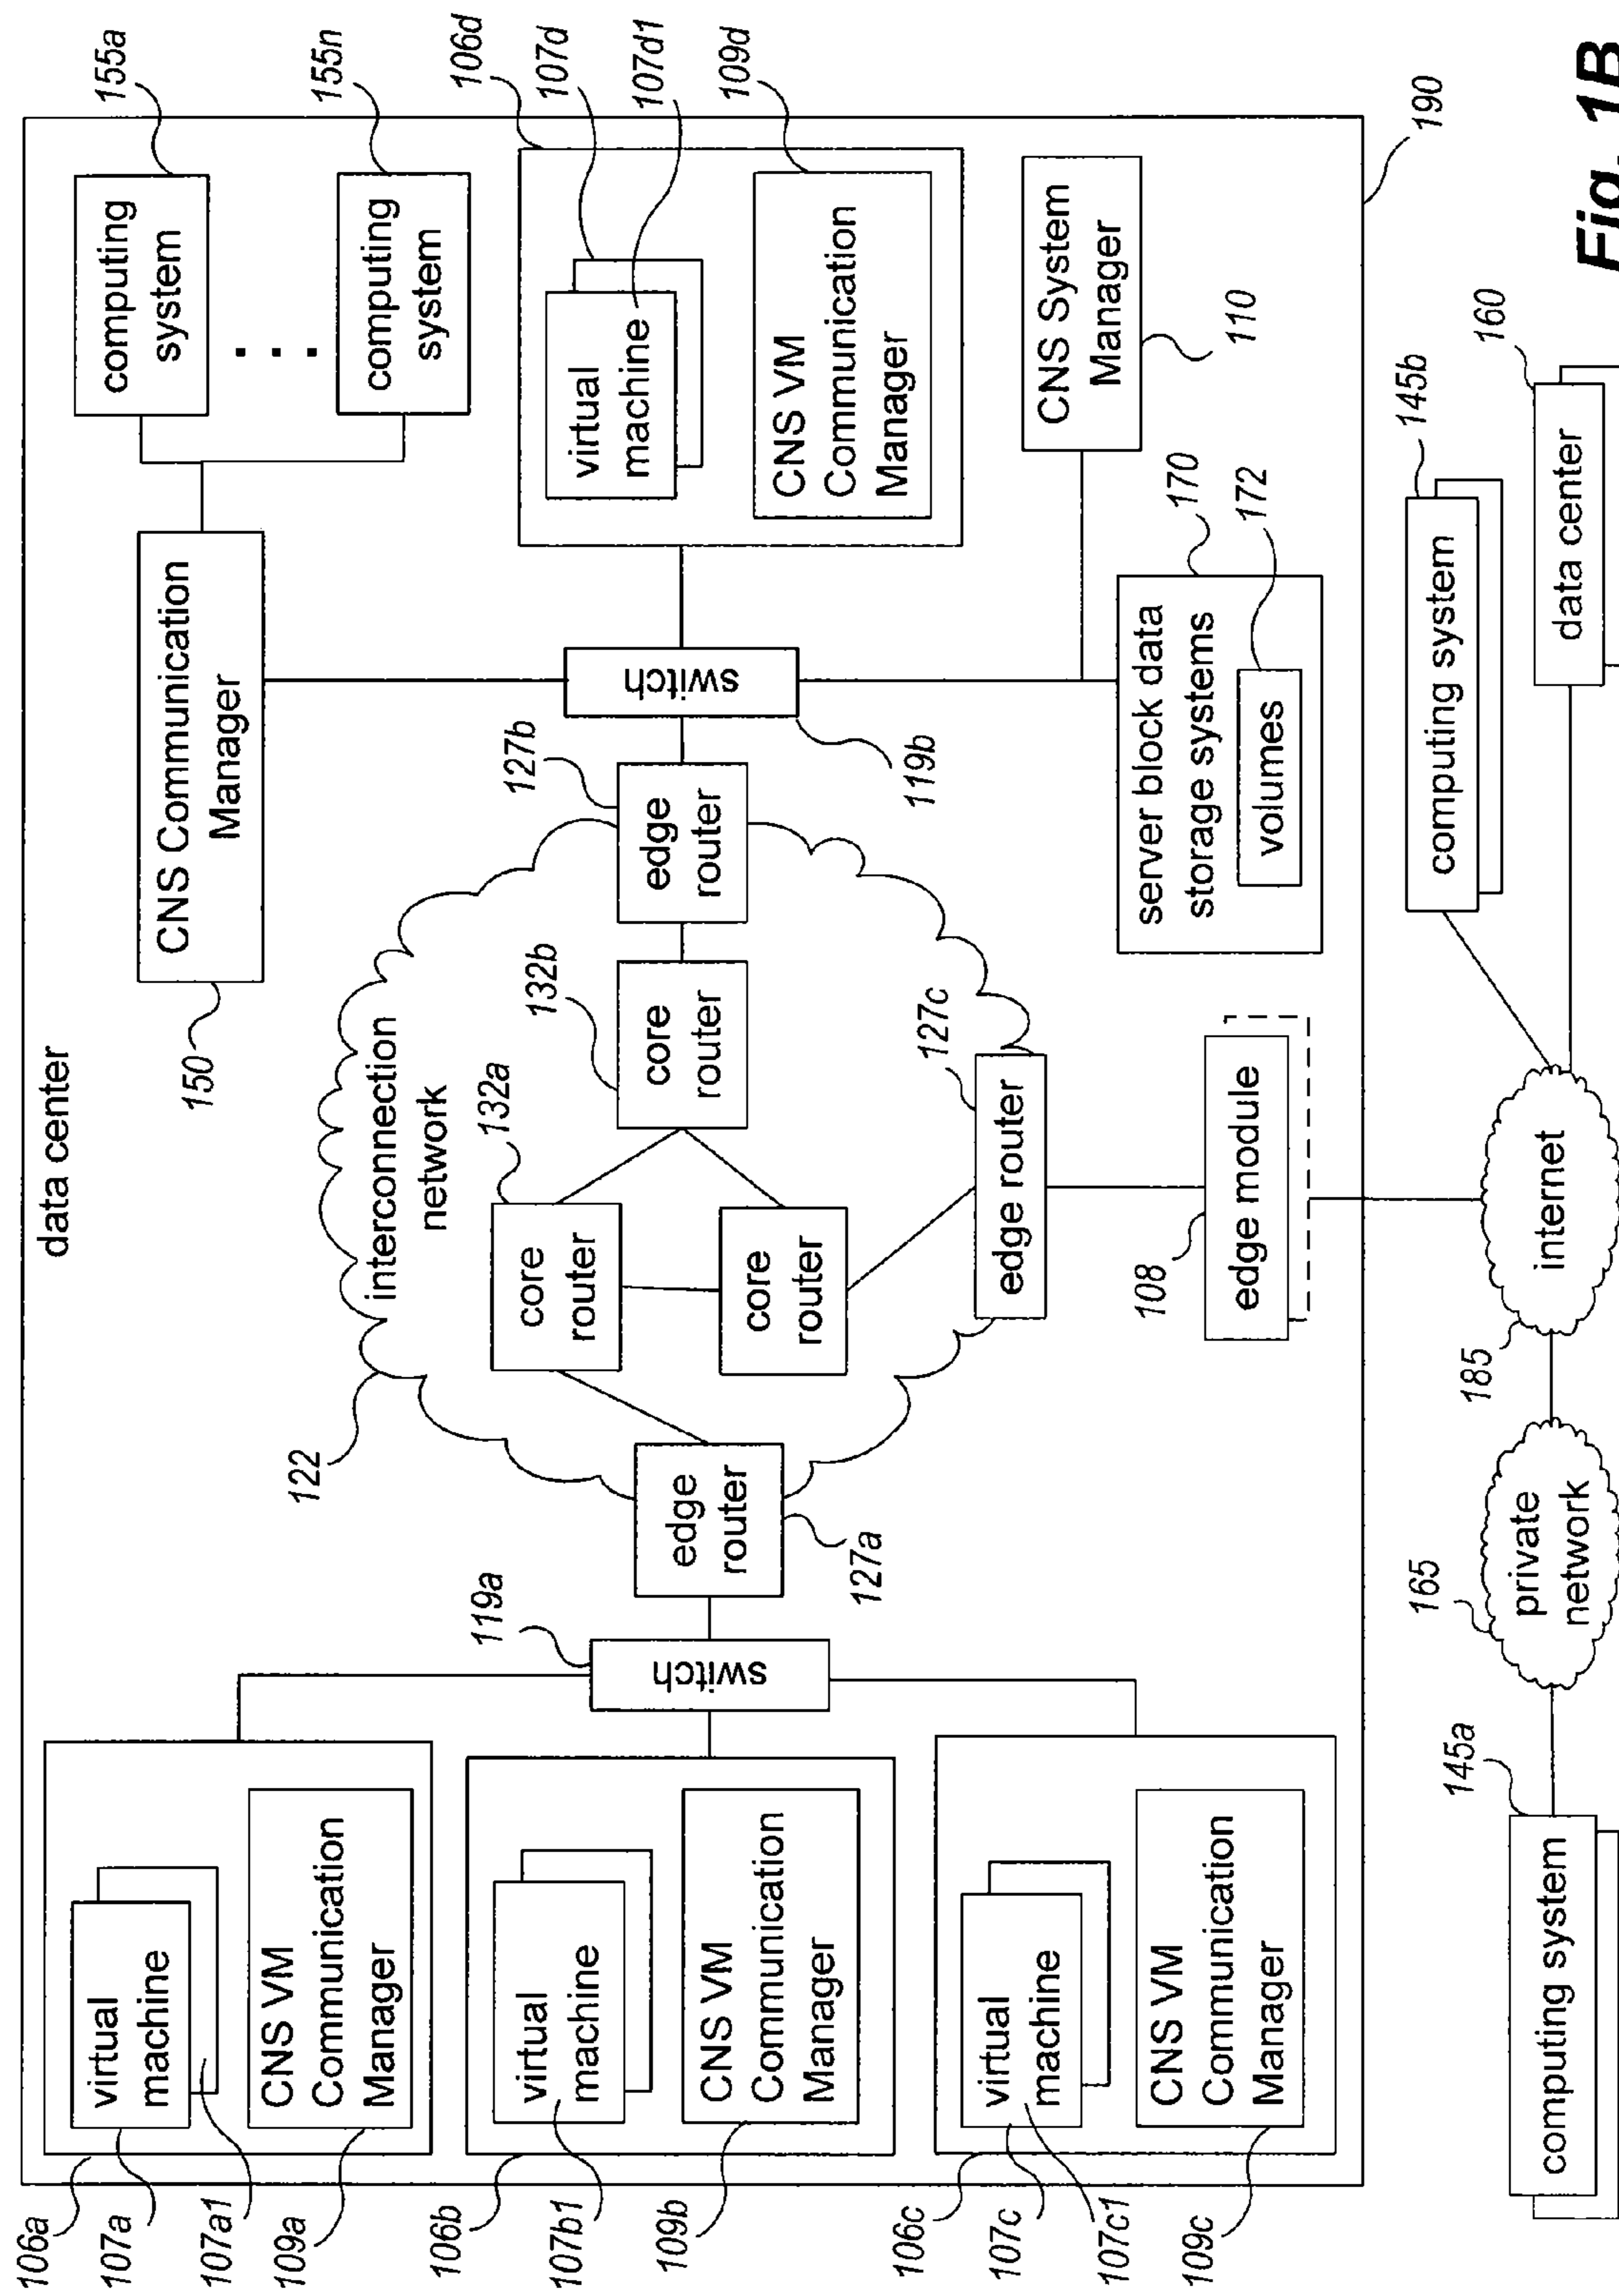 data center
106a
107a
107a1
109a
virtual
machine
CNS VM
Communication
Manager
106b
107b1
109b
virtual
machine
CNS VM
Communication
Manager
106c
107c
107c1
109c
virtual
machine
CNS VM
Communication
Manager
119a
switch
122
interconnection
network
edge
router
127a
132a
core
router
core
router
132b
core
router
127b
edge
router
127c
edge router
108
edge module
150
CNS Communication
Manager
switch
119b
155a
computing
system
...
155n
computing
system
106d
107d
107d1
109d
virtual
machine
CNS VM
Communication
Manager
CNS System
Manager
110
server block data
storage systems
volumes
170
172
190
145a
computing system
165
private
network
185
internet
145b
computing system
160
data center
Fig. 1B